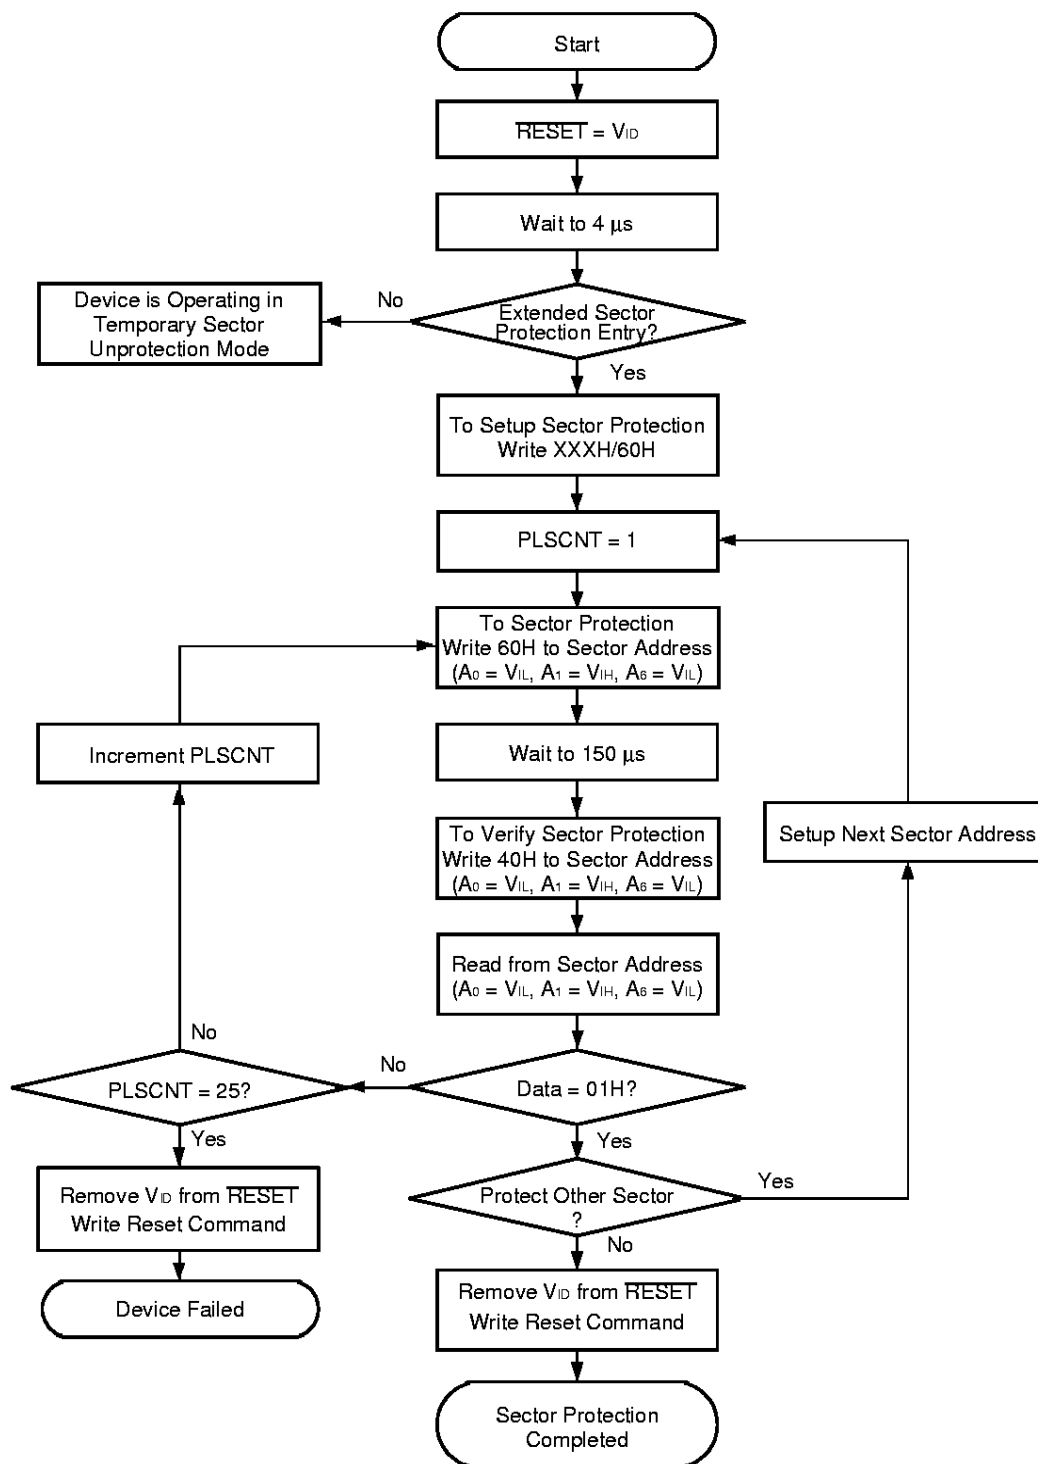 Start
R̅E̅S̅E̅T̅ = VID
Wait to 4 µs
No
Device is Operating in
Temporary Sector
Unprotection Mode
Extended Sector
Protection Entry?
Yes
To Setup Sector Protection
Write XXXH/60H
PLSCNT = 1
To Sector Protection
Write 60H to Sector Address
(A0 = VIL, A1 = VIH, A6 = VIL)
Increment PLSCNT
Wait to 150 µs
To Verify Sector Protection
Write 40H to Sector Address
(A0 = VIL, A1 = VIH, A6 = VIL)
Setup Next Sector Address
Read from Sector Address
(A0 = VIL, A1 = VIH, A6 = VIL)
No
No
PLSCNT = 25?
Data = 01H?
Yes
Yes
Protect Other Sector
?
Yes
Remove VID from R̅E̅S̅E̅T̅
Write Reset Command
No
Device Failed
Remove VID from R̅E̅S̅E̅T̅
Write Reset Command
Sector Protection
Completed